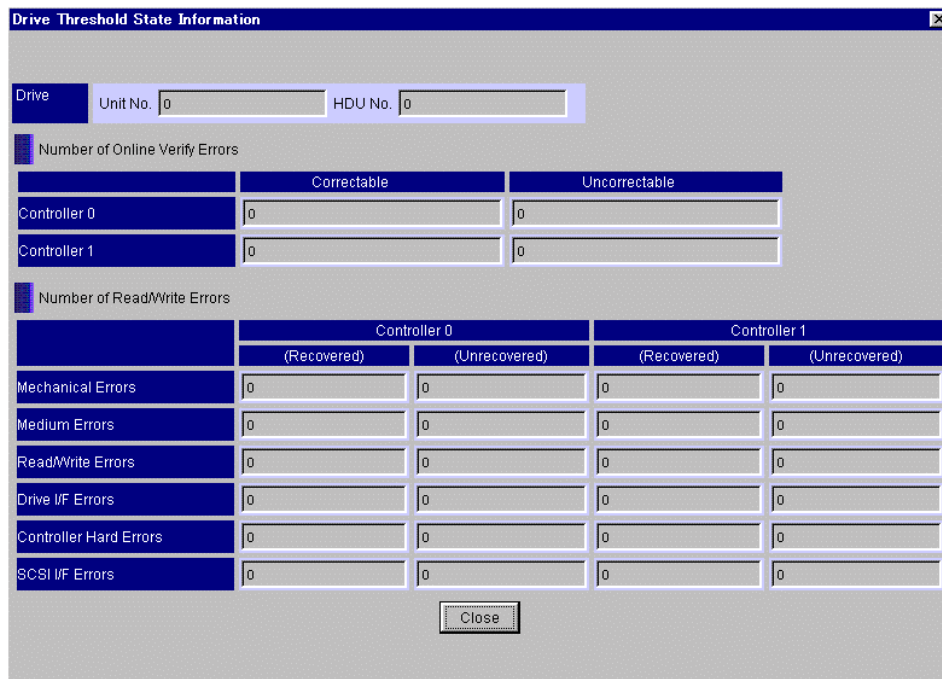 Drive Threshold State Information
Drive Unit No. 0 HDU No. 0
Number of Online Verify Errors
Correctable Uncorrectable
Controller 0 0 0
Controller 1 0 0
Number of Read/Write Errors
Controller 0 Controller 1
(Recovered) (Unrecovered) (Recovered) (Unrecovered)
Mechanical Errors 0 0 0 0
Medium Errors 0 0 0 0
Read/Write Errors 0 0 0 0
Drive I/F Errors 0 0 0 0
Controller Hard Errors 0 0 0 0
SCSI I/F Errors 0 0 0 0
Close